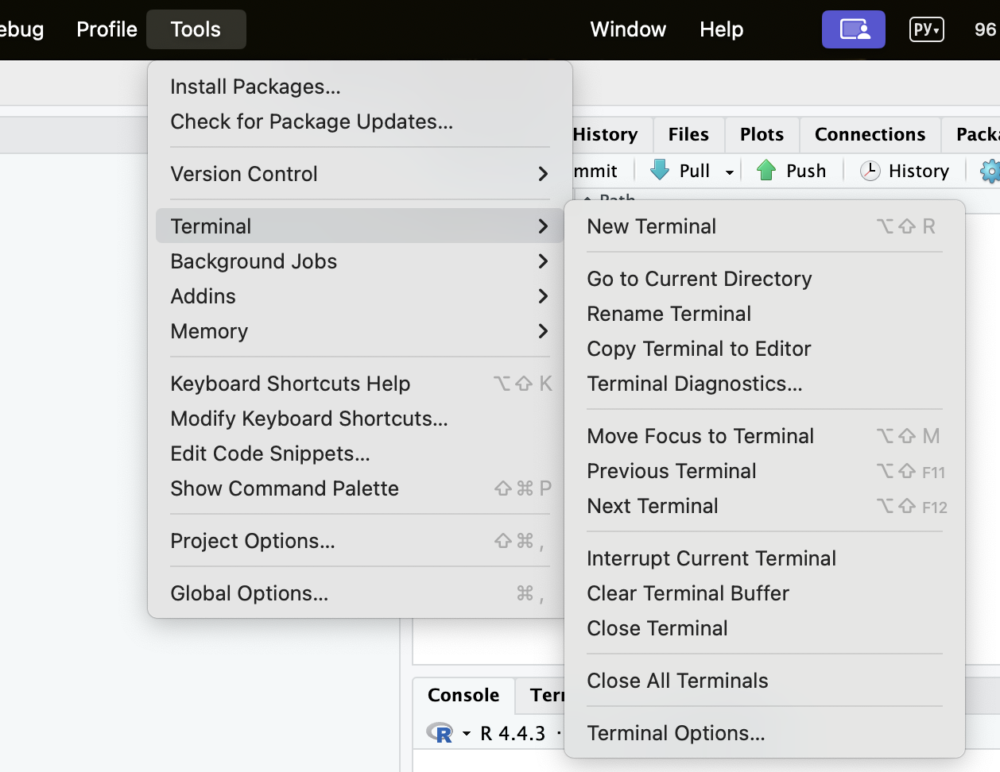 ebug Profile Tools Window Help PY 96
Install Packages...
Check for Package Updates...
Version Control
Terminal
Background Jobs
Addins
Memory
Keyboard Shortcuts Help ⌥⇧ K
Modify Keyboard Shortcuts...
Edit Code Snippets...
Show Command Palette ⇧⌘ P
Project Options... ⇧⌘ ,
Global Options... ⌘ ,
History Files Plots Connections Packa
mmit Pull Push History
Path
New Terminal ⌥⇧ R
Go to Current Directory
Rename Terminal
Copy Terminal to Editor
Terminal Diagnostics...
Move Focus to Terminal ⌥⇧ M
Previous Terminal ⌥⇧ F11
Next Terminal ⌥⇧ F12
Interrupt Current Terminal
Clear Terminal Buffer
Close Terminal
Close All Terminals
Terminal Options...
Console Terr
R R 4.4.3 ·